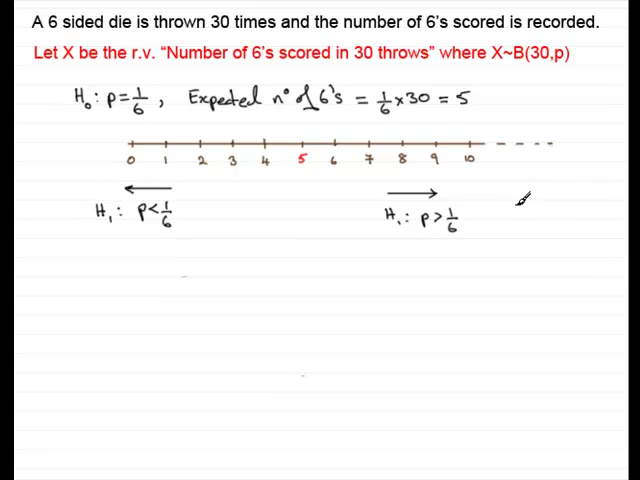 A 6 sided die is thrown 30 times and the number of 6's scored is recorded.
Let X be the r.v. “Number of 6's scored in 30 throws” where X~B(30,p)
H₀ : p = 1/6 , Expected nº of 6's = 1/6 × 30 = 5
0 1 2 3 4 5 6 7 8 9 10
H₁ : p < 1/6
H₁ : p > 1/6